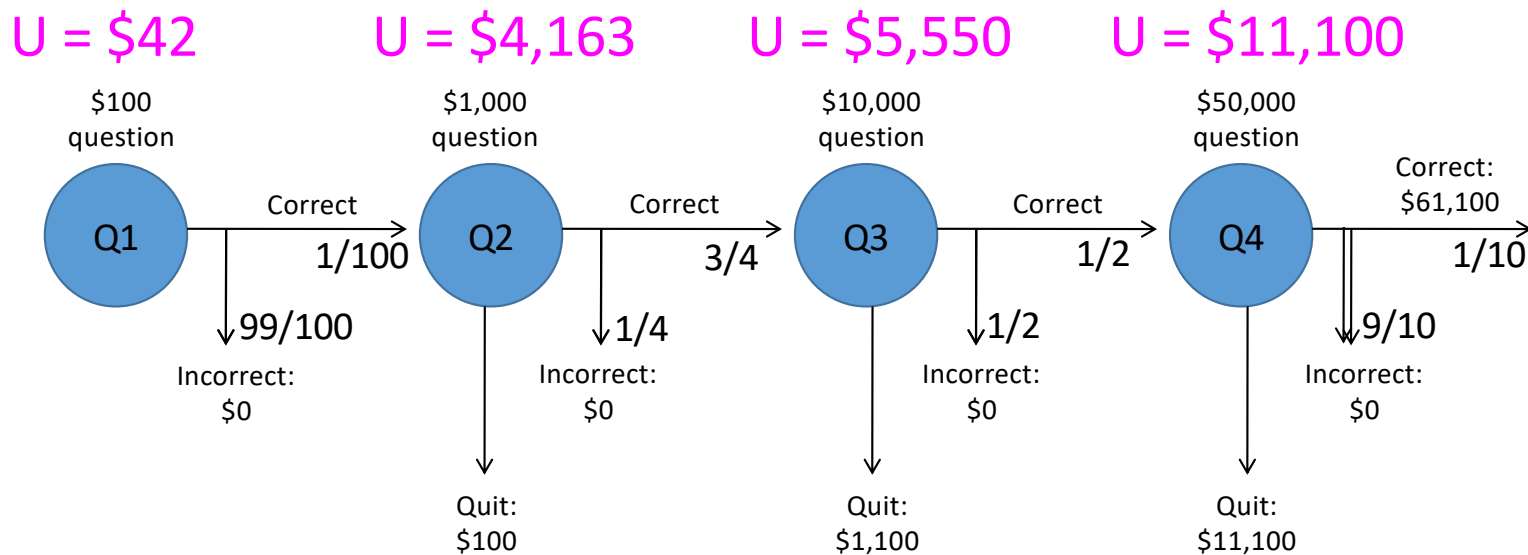 U = $42
U = $4,163
U = $5,550
U = $11,100
$100
question
$1,000
question
$10,000
question
$50,000
question
Q1
Correct
1/100
99/100
Incorrect:
$0
Q2
Correct
3/4
1/4
Incorrect:
$0
Quit:
$100
Q3
Correct
1/2
1/2
Incorrect:
$0
Quit:
$1,100
Q4
Correct:
$61,100
1/10
9/10
Incorrect:
$0
Quit:
$11,100